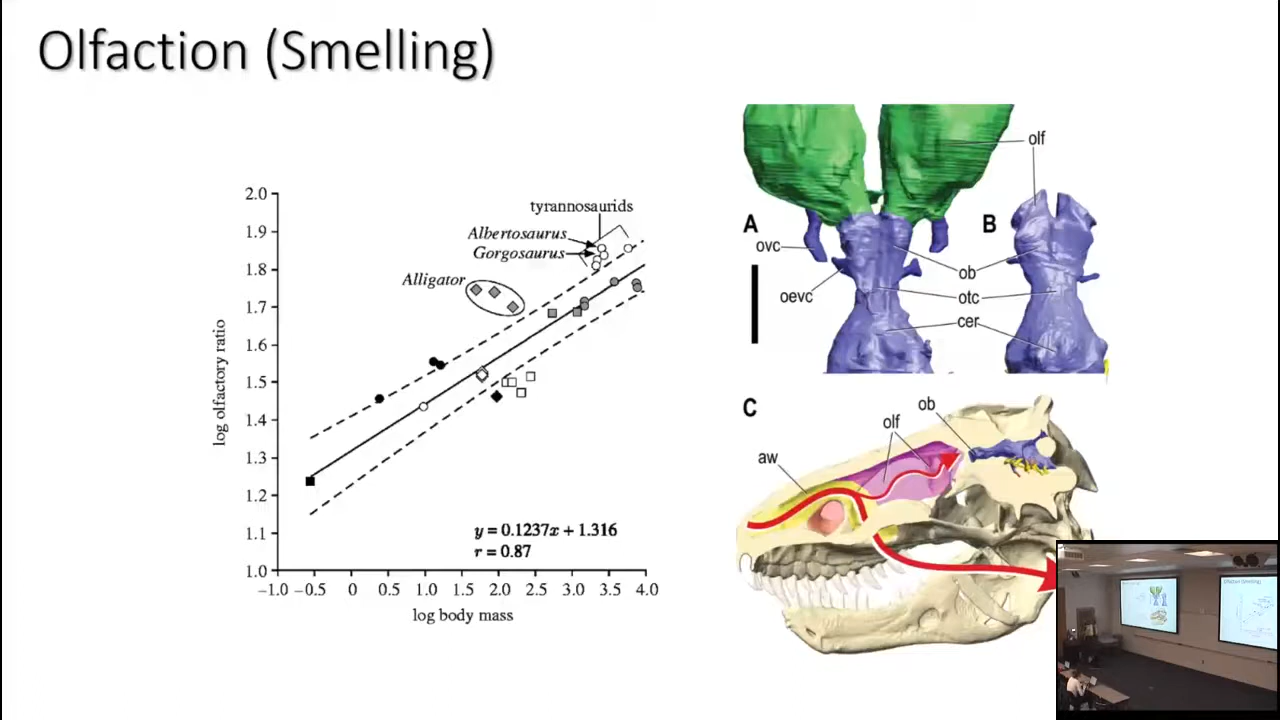 Olfaction (Smelling)
2.0
1.9
1.8
1.7
1.6
1.5
1.4
1.3
1.2
1.1
1.0
log olfactory ratio
tyrannosaurids
Albertosaurus
Gorgosaurus
Alligator
y = 0.1237x + 1.316
r = 0.87
−1.0 −0.5 0 0.5 1.0 1.5 2.0 2.5 3.0 3.5 4.0
log body mass
olf
A
B
ovc
ob
oevc
otc
cer
C
ob
olf
aw
Olfaction (Smelling)